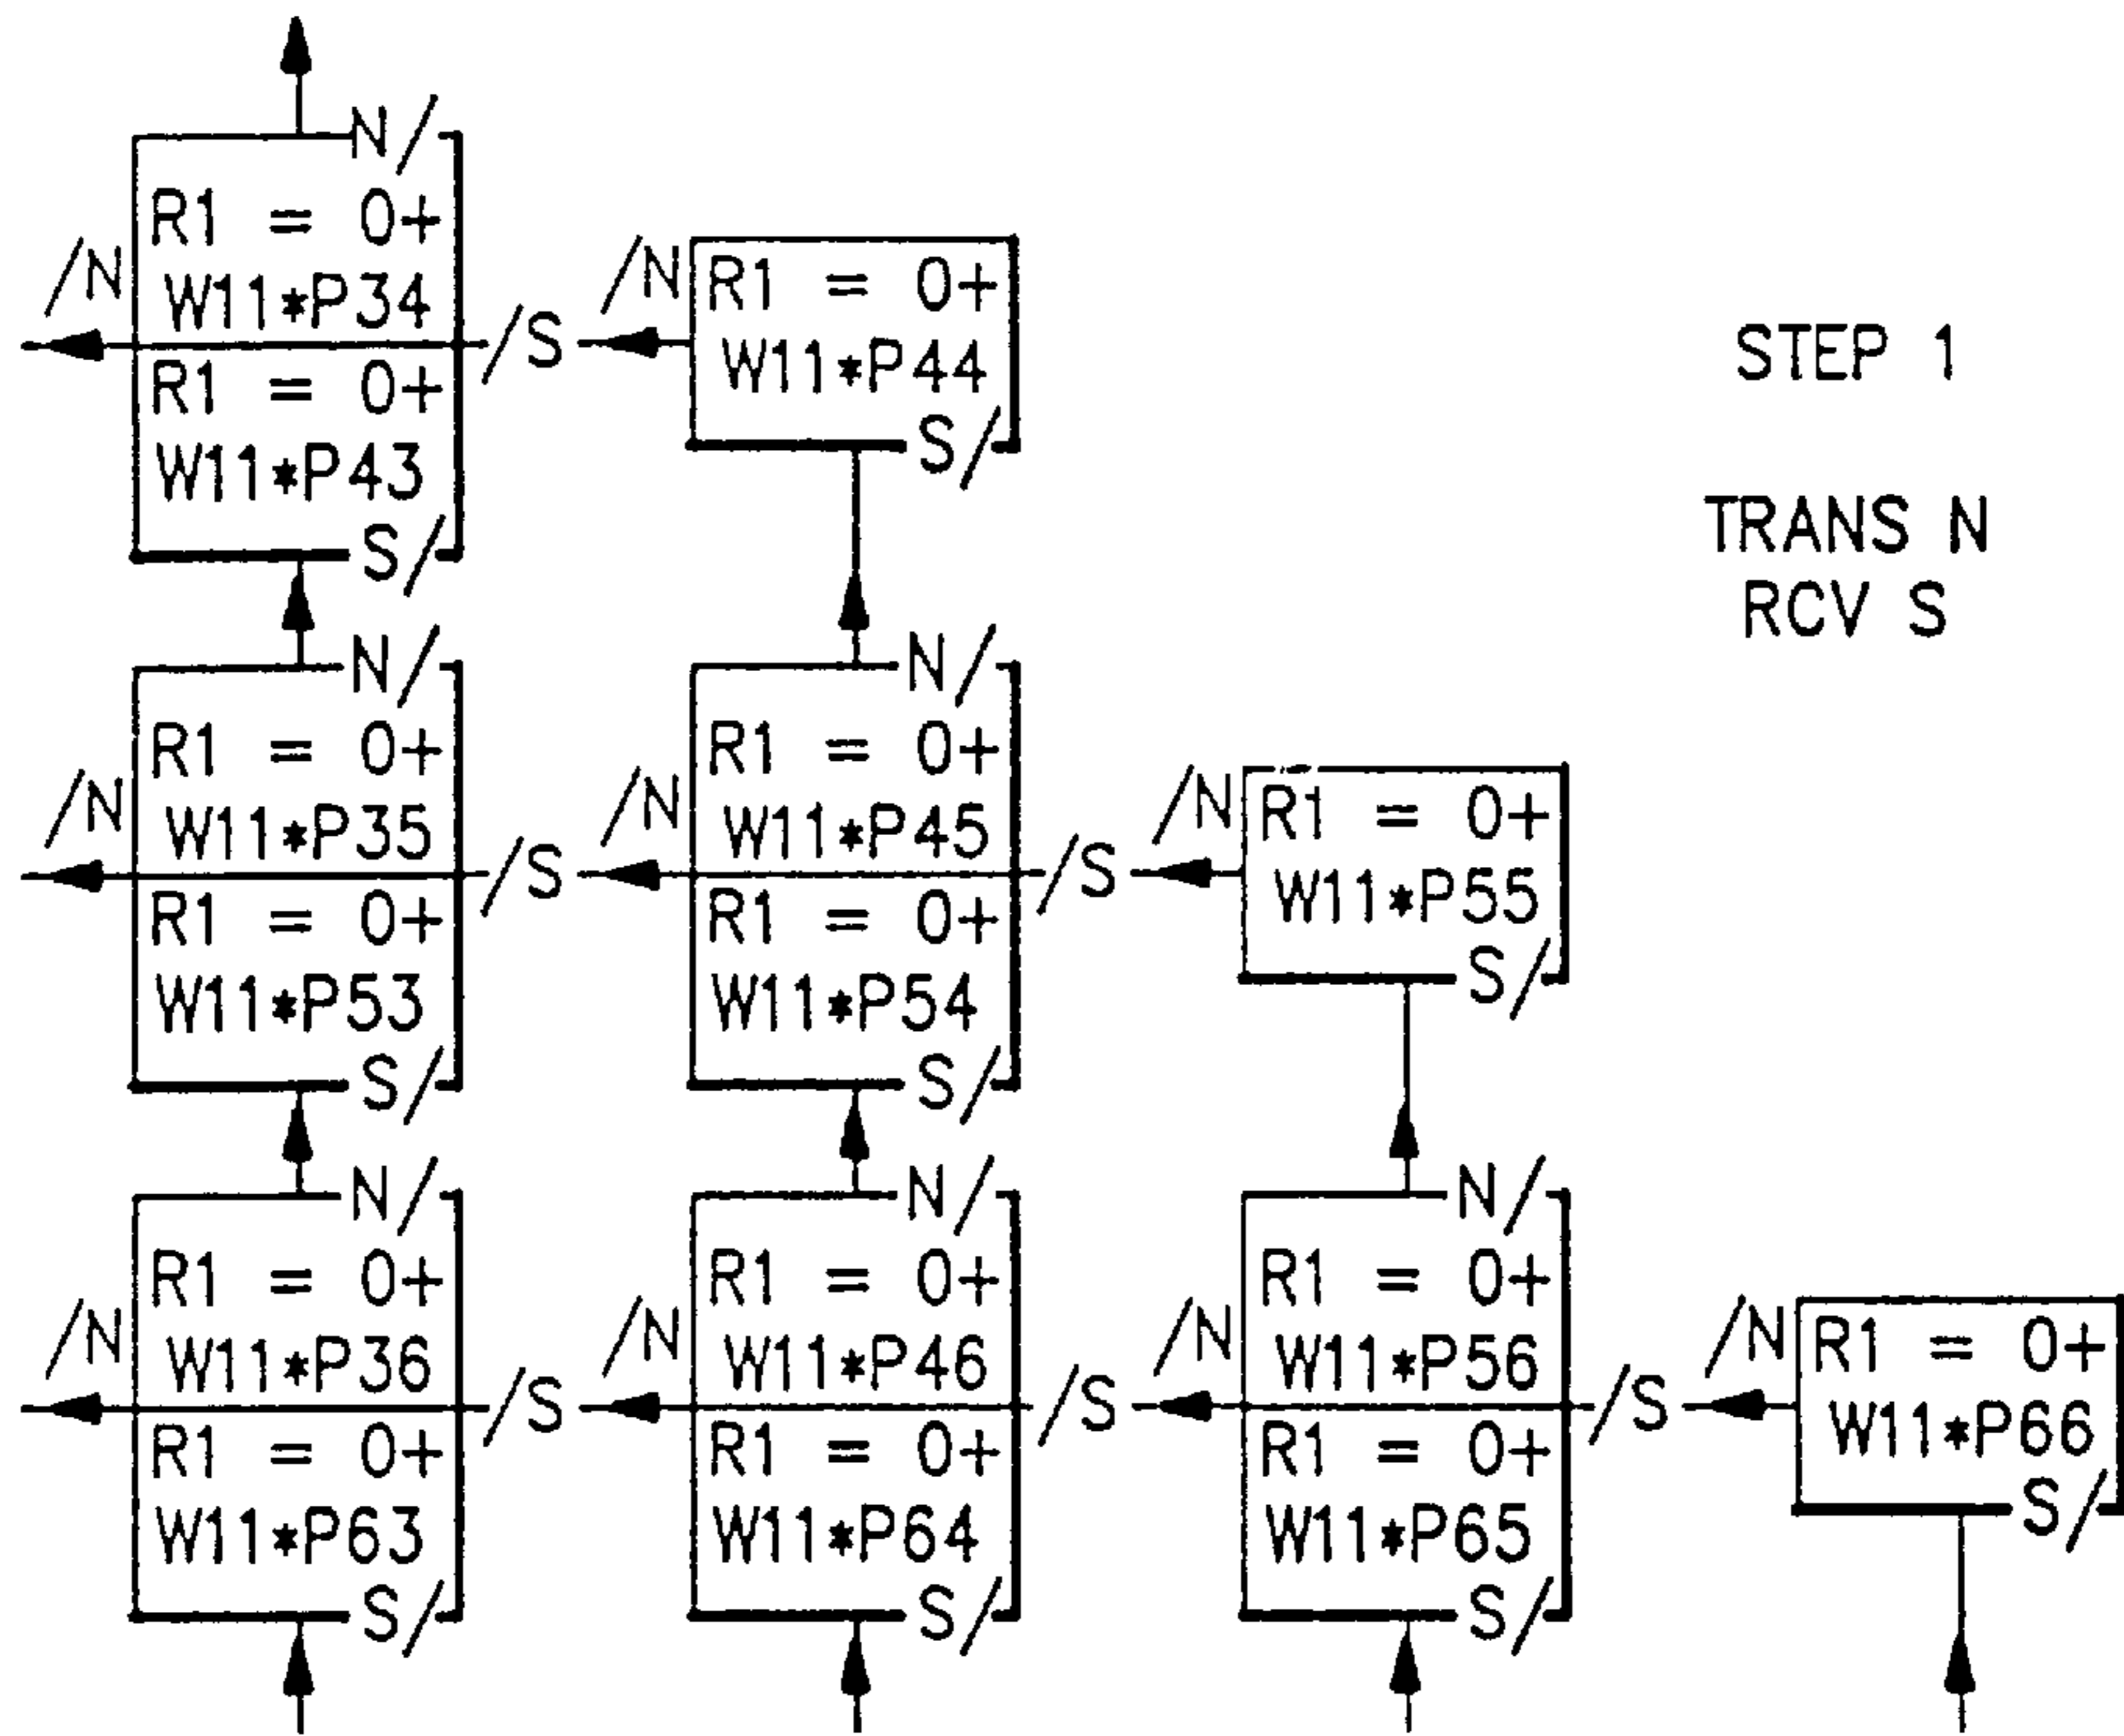 N/
R1 = 0+
/N
W11*P34
/S
R1 = 0+
W11*P43
S/
/N
R1 = 0+
W11*P44
S/
STEP 1
TRANS N
RCV S
N/
R1 = 0+
/N
W11*P35
/S
R1 = 0+
W11*P53
S/
N/
R1 = 0+
/N
W11*P45
/S
R1 = 0+
W11*P54
S/
/N
R1 = 0+
W11*P55
S/
N/
R1 = 0+
/N
W11*P36
/S
R1 = 0+
W11*P63
S/
N/
R1 = 0+
/N
W11*P46
/S
R1 = 0+
W11*P64
S/
N/
R1 = 0+
/N
W11*P56
/S
R1 = 0+
W11*P65
S/
/N
R1 = 0+
W11*P66
S/